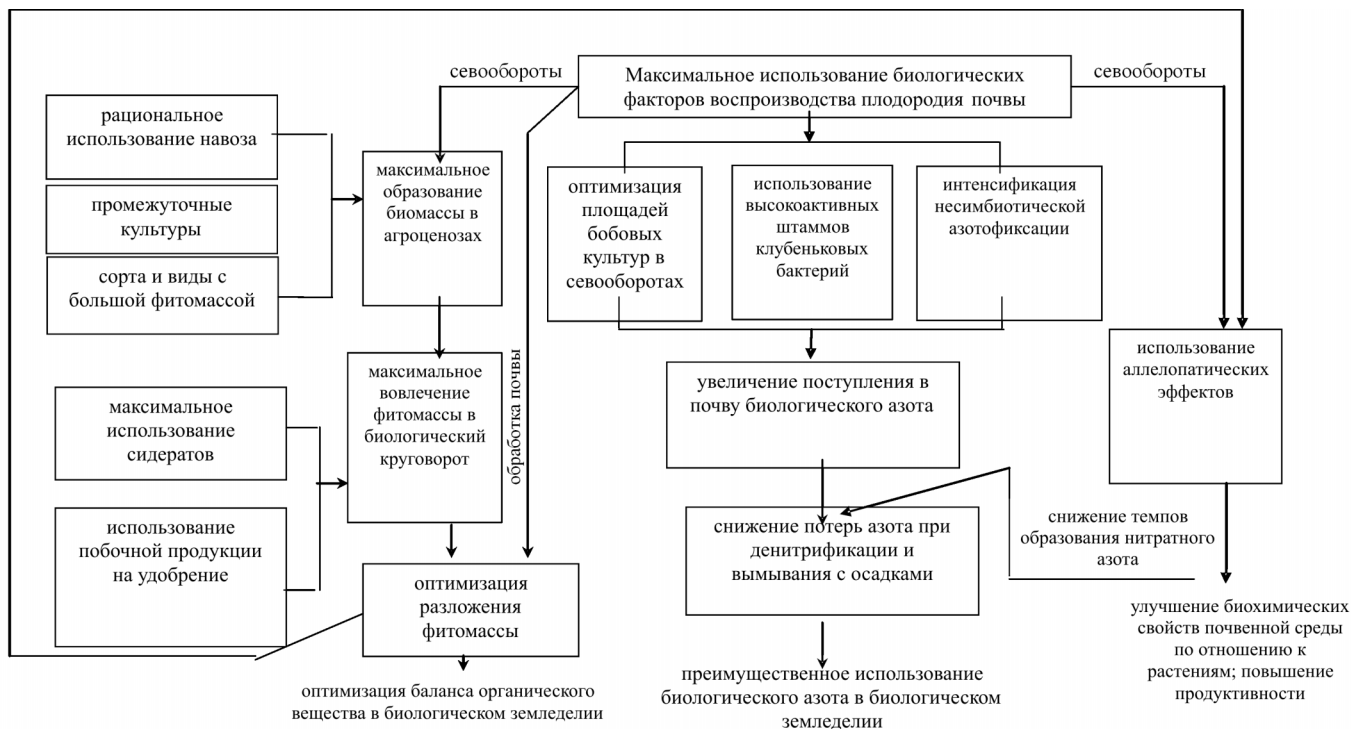 севообороты
Максимальное использование биологических
факторов воспроизводства плодородия почвы
севообороты
рациональное
использование навоза
промежуточные
культуры
сорта и виды с
большой фитомассой
максимальное
образование
биомассы в
агроценозах
оптимизация
площадей
бобовых
культур в
севооборотах
использование
высокоактивных
штаммов
клубеньковых
бактерий
интенсификация
несимбиотической
азотофиксации
использование
аллелопатических
эффектов
максимальное
вовлечение
фитомассы в
биологический
круговорот
обработка почвы
увеличение поступления в
почву биологического азота
максимальное
использование
сидератов
использование
побочной продукции
на удобрение
снижение потерь азота при
денитрификации и
вымывания с осадками
снижение темпов
образования нитратного
азота
оптимизация
разложения
фитомассы
улучшение биохимических
свойств почвенной среды
по отношению к
растениям; повышение
продуктивности
оптимизация баланса органического
вещества в биологическом земледелии
преимущественное использование
биологического азота в биологическом
земледелии